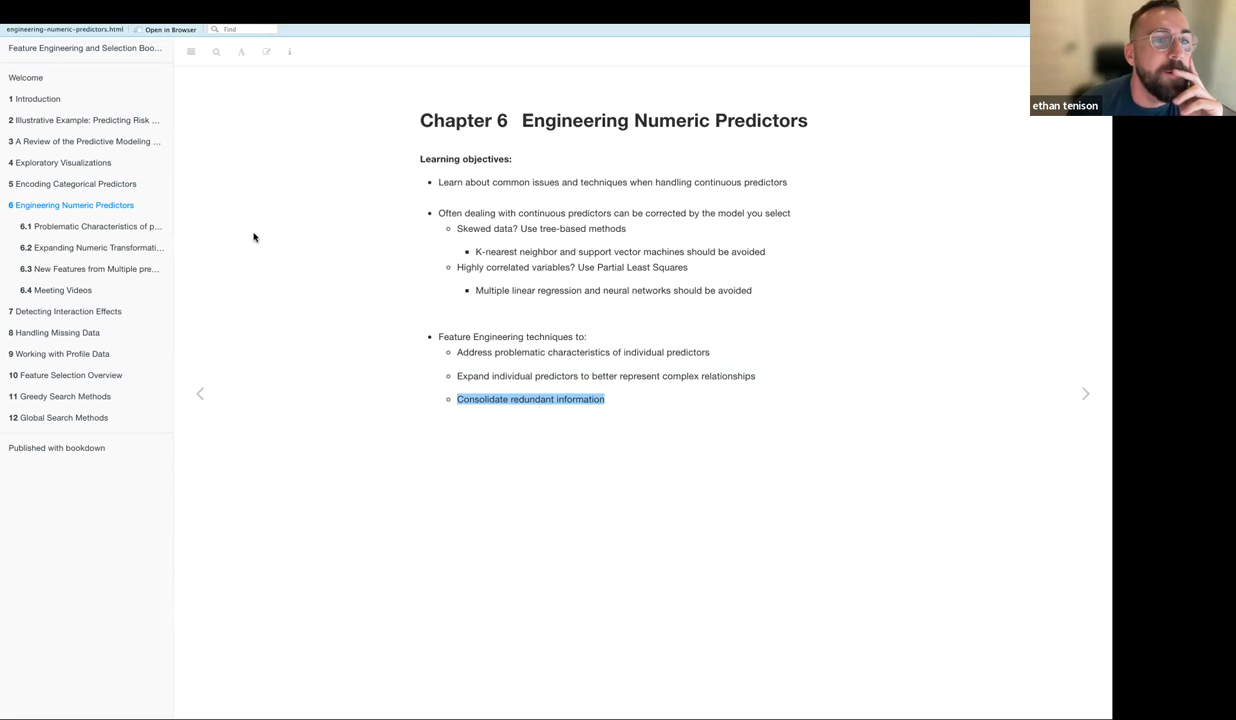 engineering-numeric-predictors.html
Open in Browser
Find
Feature Engineering and Selection Boo...
Welcome
1 Introduction
2 Illustrative Example: Predicting Risk ...
3 A Review of the Predictive Modeling ...
4 Exploratory Visualizations
5 Encoding Categorical Predictors
6 Engineering Numeric Predictors
6.1 Problematic Characteristics of p...
6.2 Expanding Numeric Transformati...
6.3 New Features from Multiple pre...
6.4 Meeting Videos
7 Detecting Interaction Effects
8 Handling Missing Data
9 Working with Profile Data
10 Feature Selection Overview
11 Greedy Search Methods
12 Global Search Methods
Published with bookdown
Chapter 6 Engineering Numeric Predictors
Learning objectives:
Learn about common issues and techniques when handling continuous predictors
Often dealing with continuous predictors can be corrected by the model you select
Skewed data? Use tree-based methods
K-nearest neighbor and support vector machines should be avoided
Highly correlated variables? Use Partial Least Squares
Multiple linear regression and neural networks should be avoided
Feature Engineering techniques to:
Address problematic characteristics of individual predictors
Expand individual predictors to better represent complex relationships
Consolidate redundant information
ethan tenison